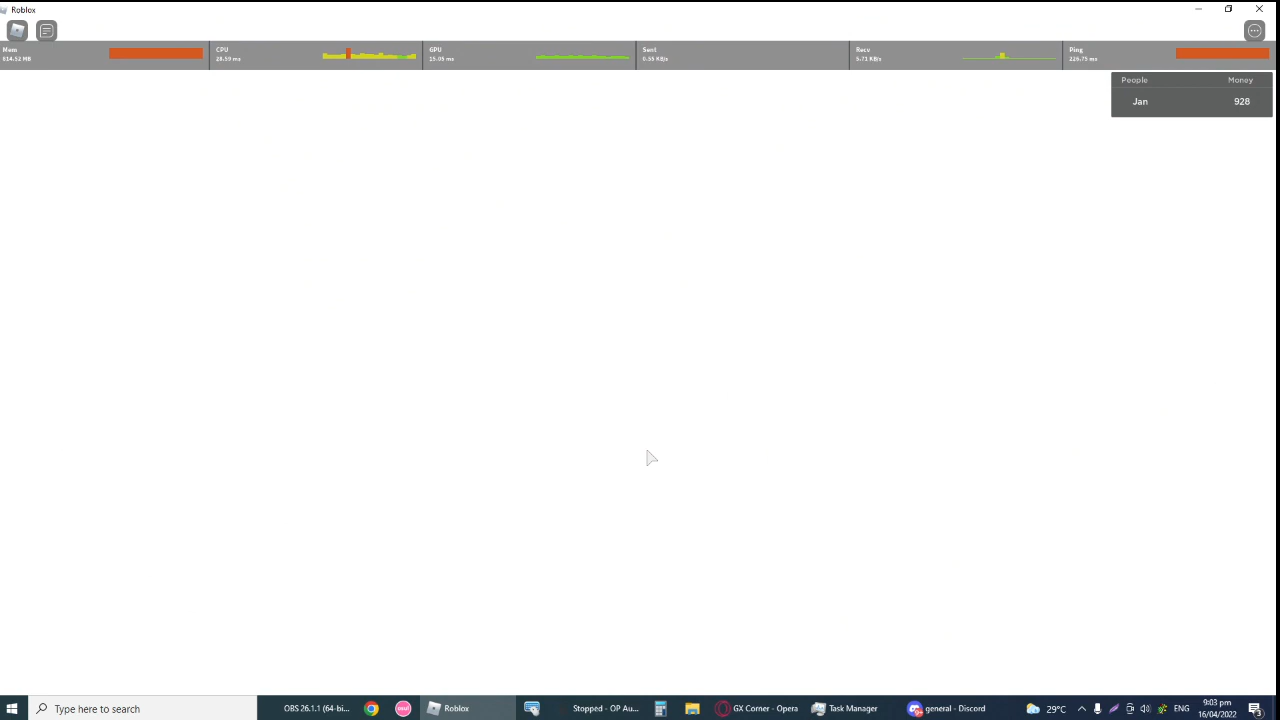 Roblox
Mem
814.52 MB
CPU
28.59 ms
GPU
15.05 ms
Sent
0.55 KB/s
Recv
5.71 KB/s
Ping
226.75 ms
People Money
Jan 928
Type here to search
OBS 26.1.1 (64-bi...
osu!
Roblox
Stopped - OP Au...
GX Corner - Opera
Task Manager
general - Discord
29°C
ENG
9:03 pm
16/04/2022
3